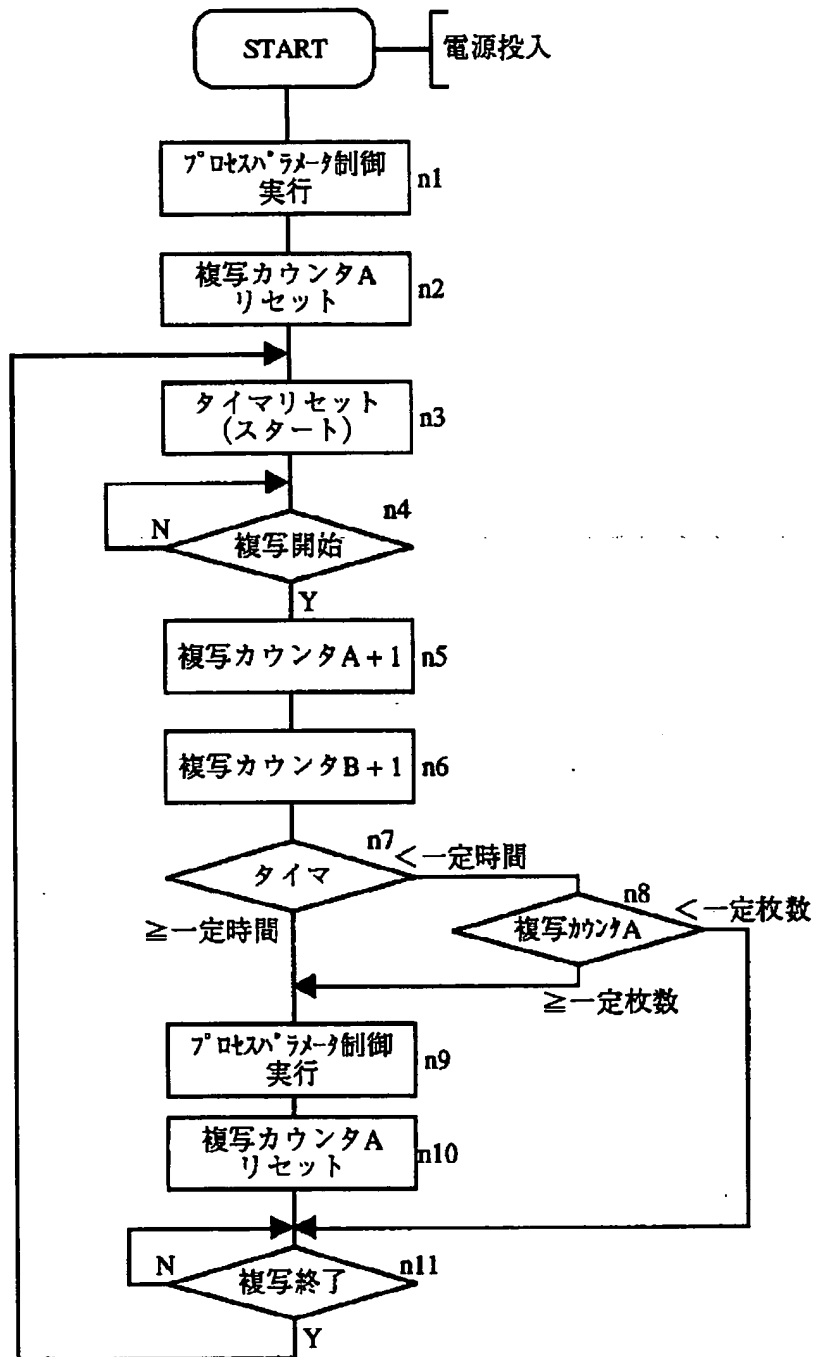 START
電源投入
プロセスパラメータ制御
実行
n1
複写カウンタA
リセット
n2
タイマリセット
(スタート)
n3
n4
N
複写開始
Y
複写カウンタA+1
n5
複写カウンタB+1
n6
n7
<一定時間
タイマ
n8
<一定枚数
複写カウンタA
≧一定時間
≧一定枚数
プロセスパラメータ制御
実行
n9
複写カウンタA
リセット
n10
N
n11
複写終了
Y